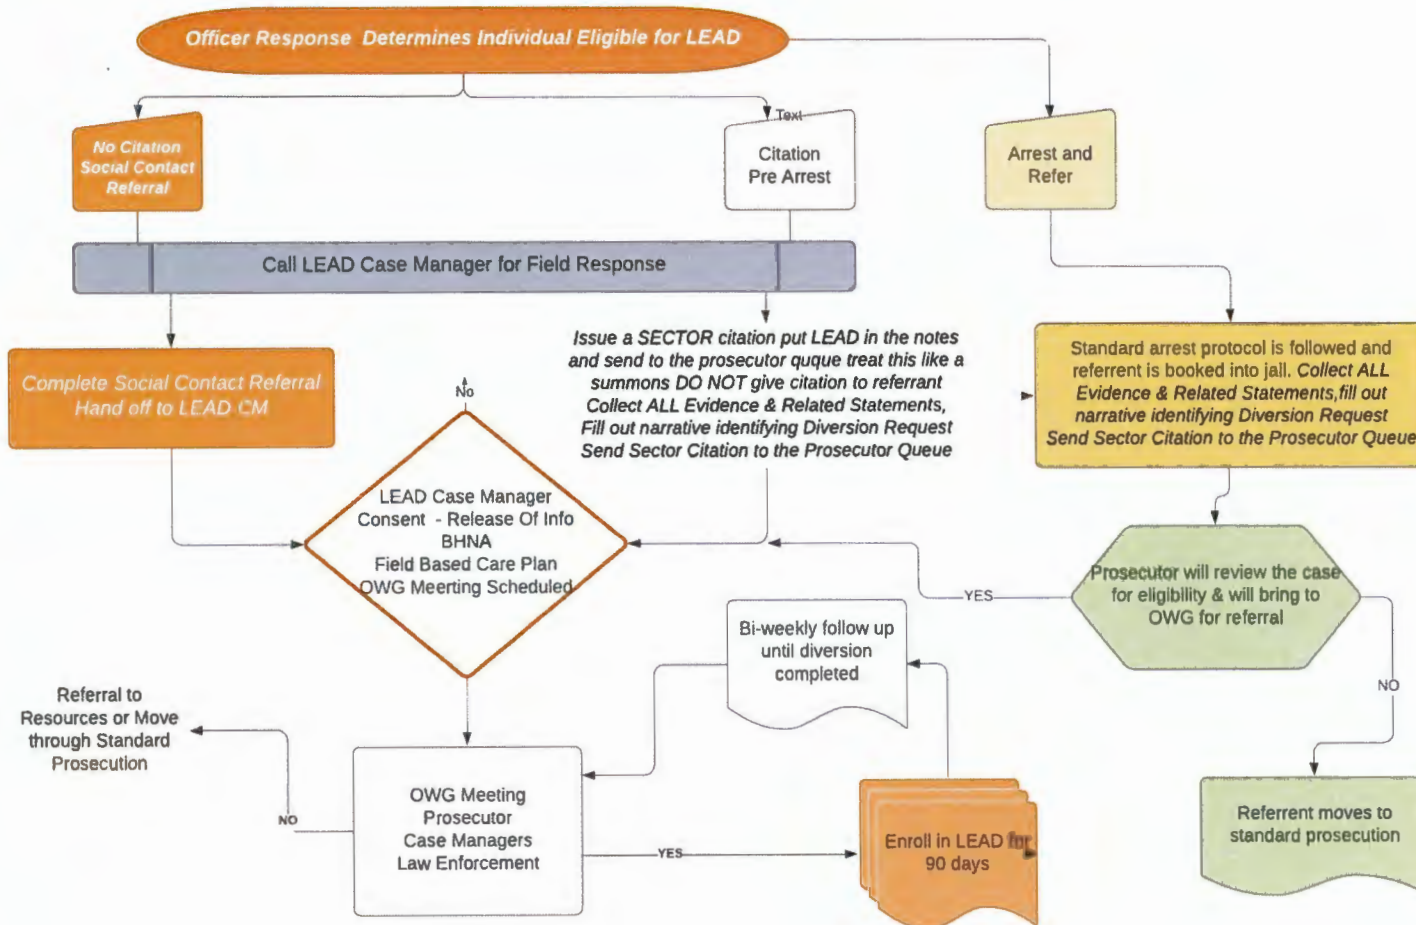 Officer Response Determines Individual Eligible for LEAD
No Citation
Social Contact
Referral
Text
Citation
Pre Arrest
Arrest and
Refer
Call LEAD Case Manager for Field Response
Complete Social Contact Referral
Hand off to LEAD CM
No
Issue a SECTOR citation put LEAD in the notes
and send to the prosecutor quque treat this like a
summons DO NOT give citation to referrant
Collect ALL Evidence & Related Statements,
Fill out narrative identifying Diversion Request
Send Sector Citation to the Prosecutor Queue
Standard arrest protocol is followed and
referrent is booked into jall. Collect ALL
Evidence & Related Statements,fill out
narrative identifying Diversion Request
Send Sector Citation to the Prosecutor Queue
LEAD Case Manager
Consent - Release Of Info
BHNA
Field Based Care Plan
OWG Meerting Scheduled
YES
Prosecutor will review the case
for eligibility & will bring to
OWG for referral
NO
Bi-weekly follow up
until diversion
completed
Referral to
Resources or Move
through Standard
Prosecution
NO
OWG Meeting
Prosecutor
Case Managers
Law Enforcement
YES
Enroll in LEAD for
90 days
Referrent moves to
standard prosecution